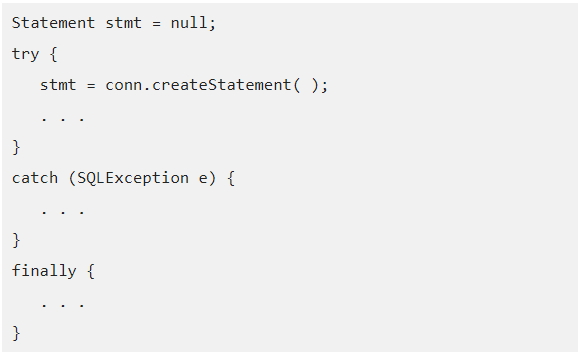 Statement stmt = null;
try {
   stmt = conn.createStatement( );
   . . .
}
catch (SQLException e) {
   . . .
}
finally {
   . . .
}